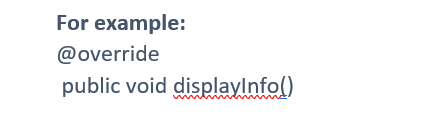 For example:
@override
public void displayInfo()